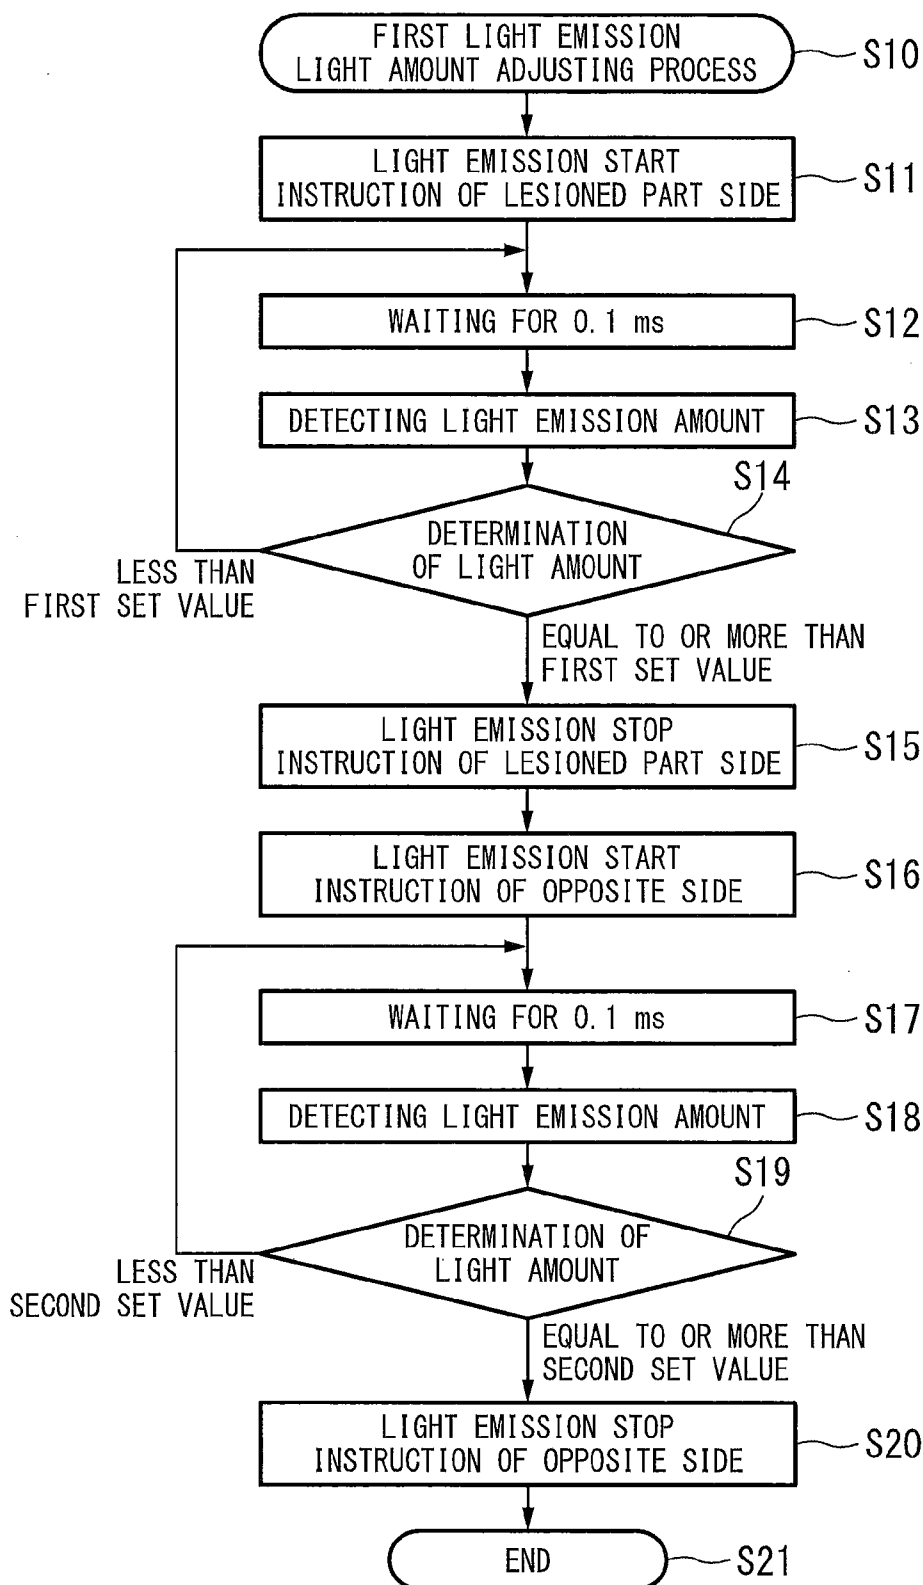 FIRST LIGHT EMISSION
LIGHT AMOUNT ADJUSTING PROCESS
S10
LIGHT EMISSION START
INSTRUCTION OF LESIONED PART SIDE
S11
WAITING FOR 0.1 ms
S12
DETECTING LIGHT EMISSION AMOUNT
S13
S14
DETERMINATION
OF LIGHT AMOUNT
LESS THAN
FIRST SET VALUE
EQUAL TO OR MORE THAN
FIRST SET VALUE
LIGHT EMISSION STOP
INSTRUCTION OF LESIONED PART SIDE
S15
LIGHT EMISSION START
INSTRUCTION OF OPPOSITE SIDE
S16
WAITING FOR 0.1 ms
S17
DETECTING LIGHT EMISSION AMOUNT
S18
S19
DETERMINATION OF
LIGHT AMOUNT
LESS THAN
SECOND SET VALUE
EQUAL TO OR MORE THAN
SECOND SET VALUE
LIGHT EMISSION STOP
INSTRUCTION OF OPPOSITE SIDE
S20
END
S21